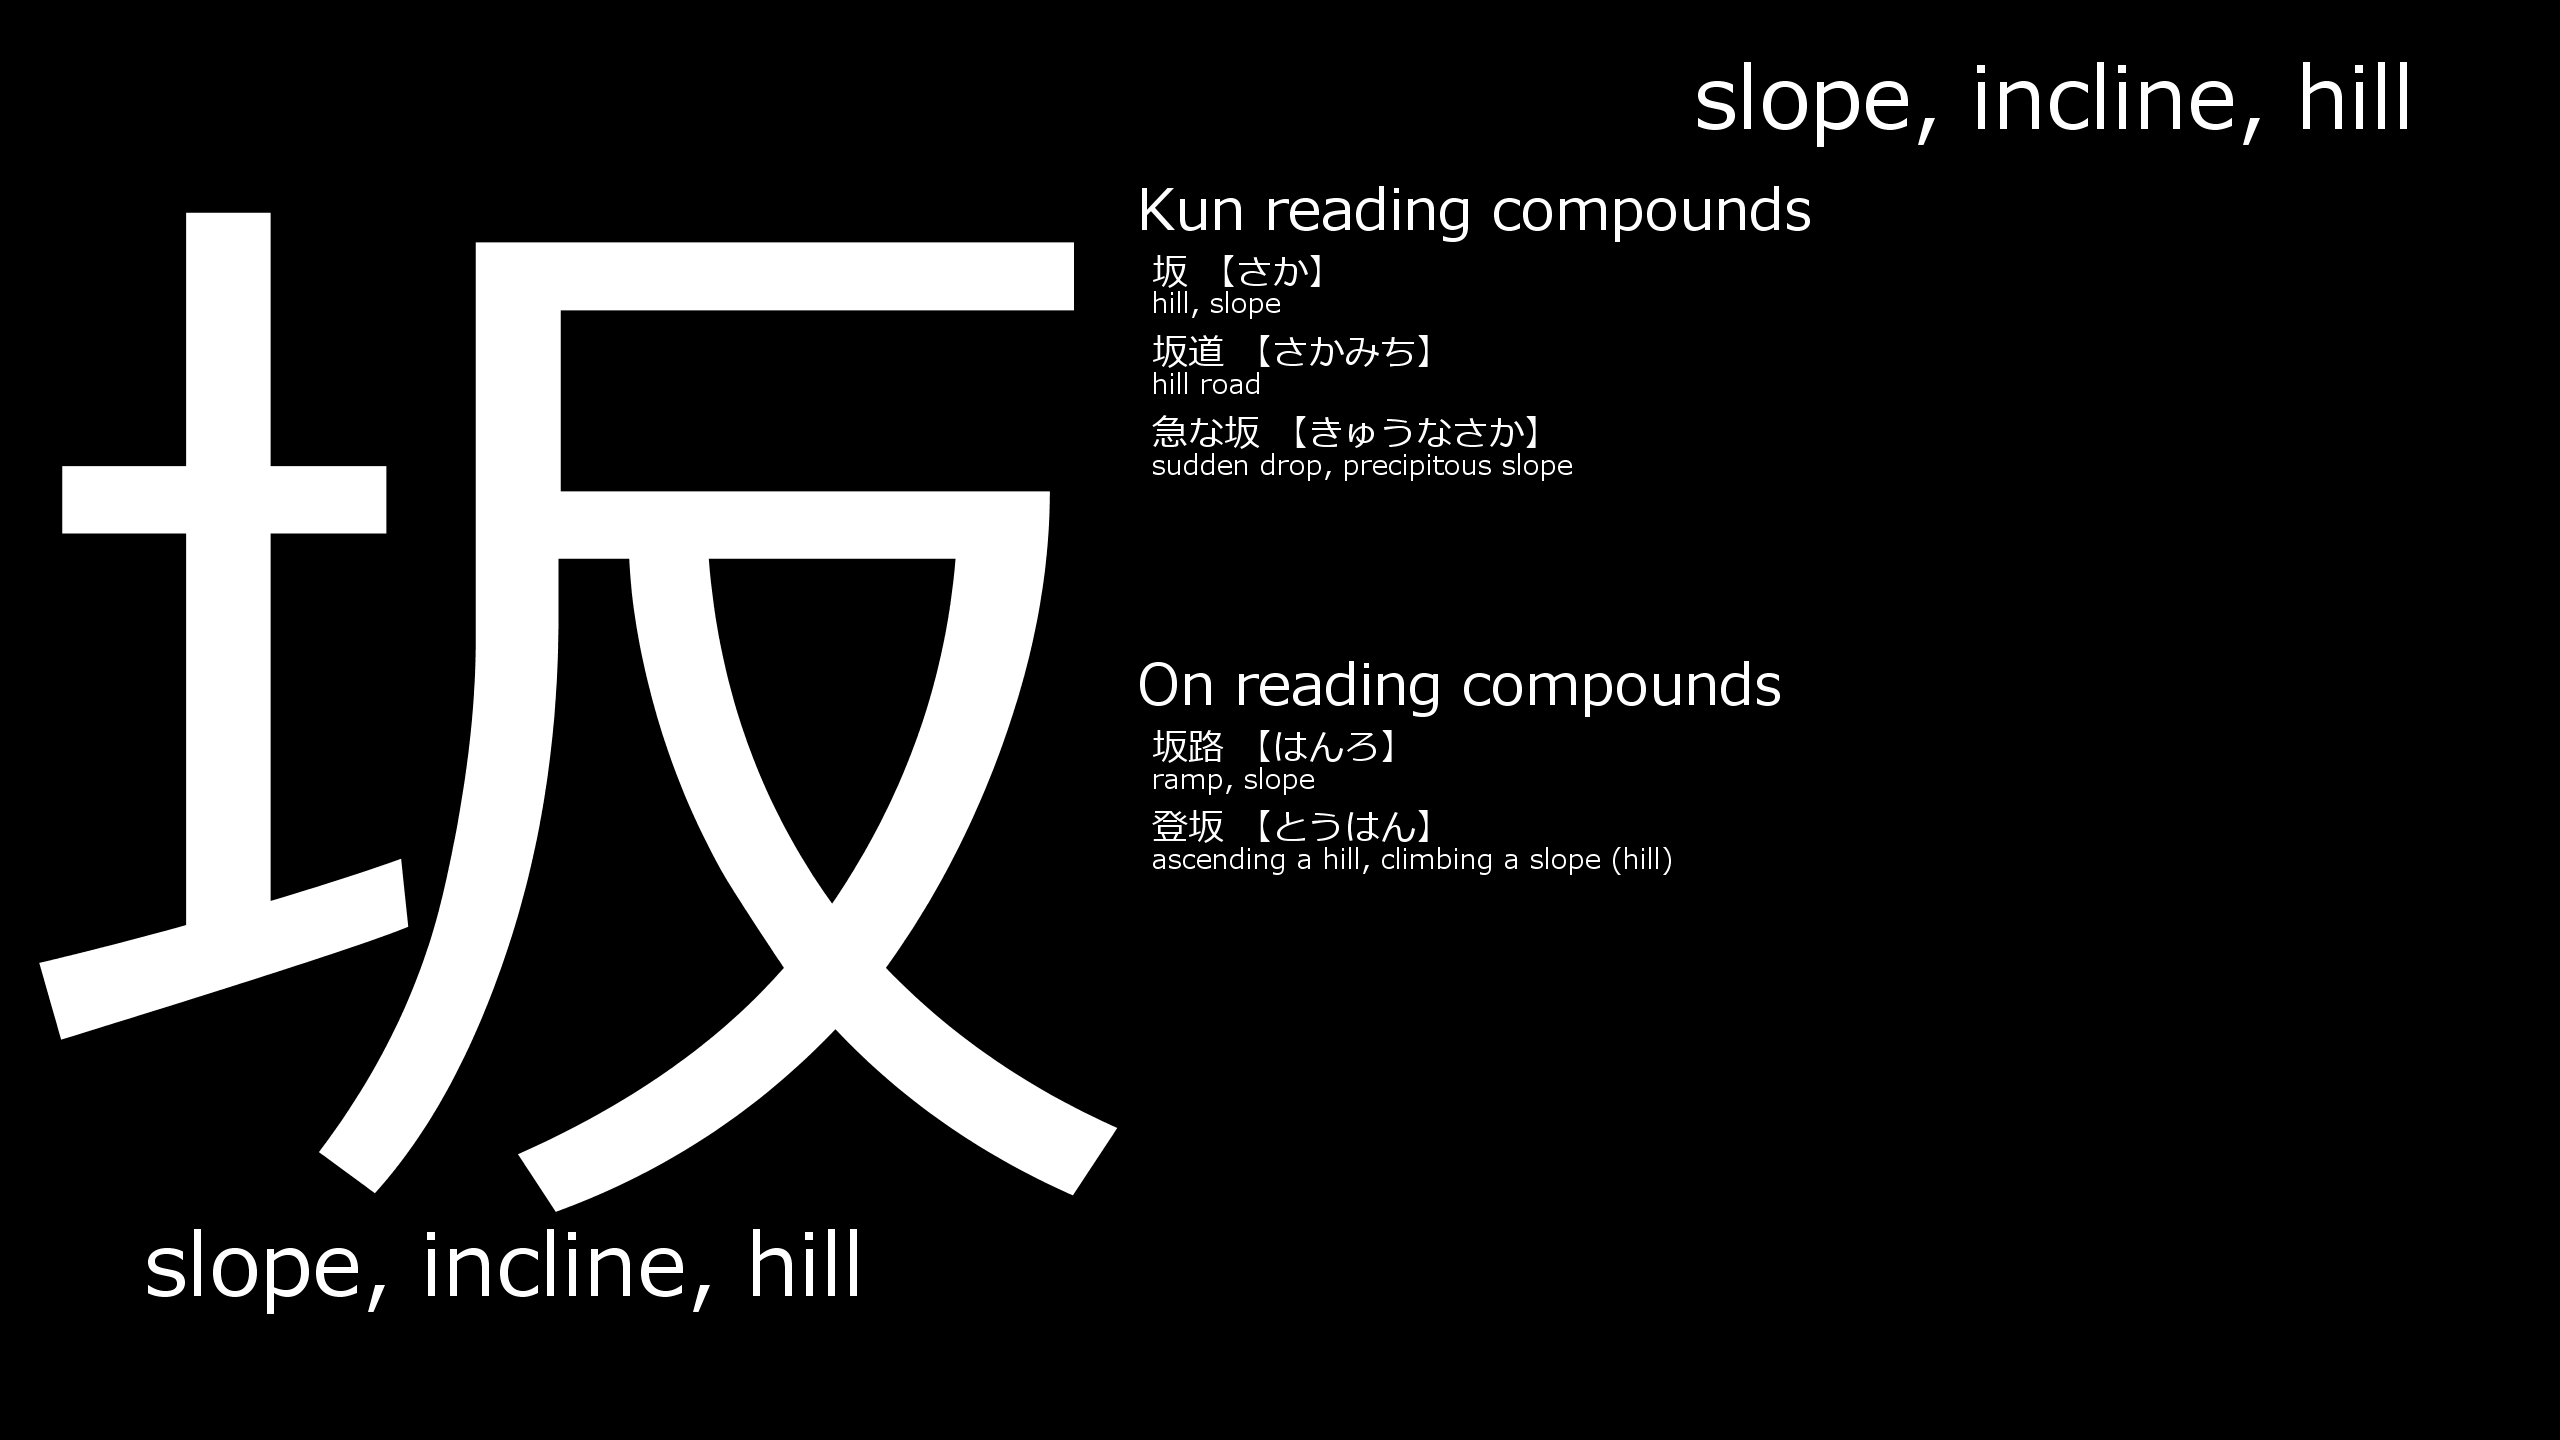 slope, incline, hill
坂
Kun reading compounds
坂 【さか】
hill, slope
坂道 【さかみち】
hill road
急な坂 【きゅうなさか】
sudden drop, precipitous slope
On reading compounds
坂路 【はんろ】
ramp, slope
登坂 【とうはん】
ascending a hill, climbing a slope (hill)
slope, incline, hill